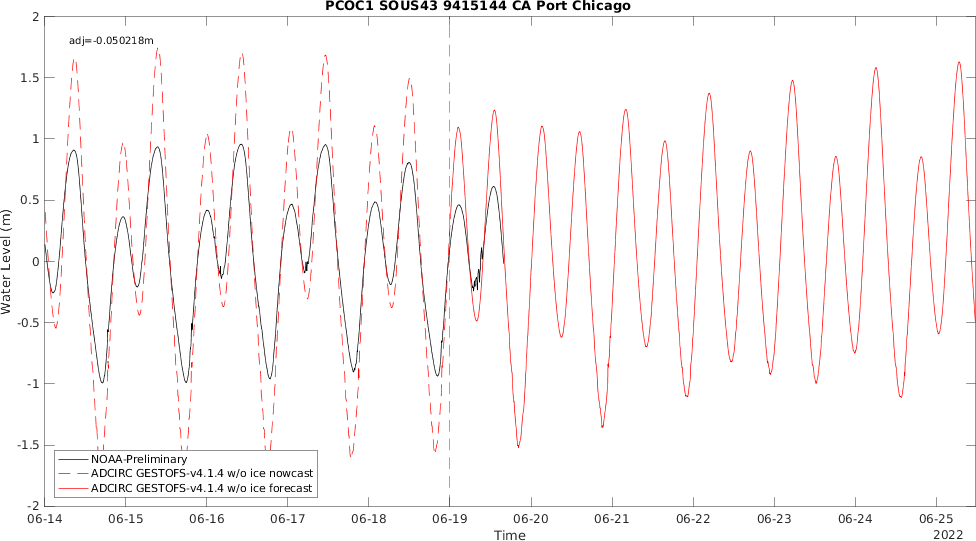 PCOC1 SOUS43 9415144 CA Port Chicago
adj=-0.050218m
2
1.5
1
0.5
0
-0.5
-1
-1.5
-2
Water Level (m)
NOAA-Preliminary
ADCIRC GESTOFS-v4.1.4 w/o ice nowcast
ADCIRC GESTOFS-v4.1.4 w/o ice forecast
06-14 06-15 06-16 06-17 06-18 06-19 06-20 06-21 06-22 06-23 06-24 06-25
Time
2022